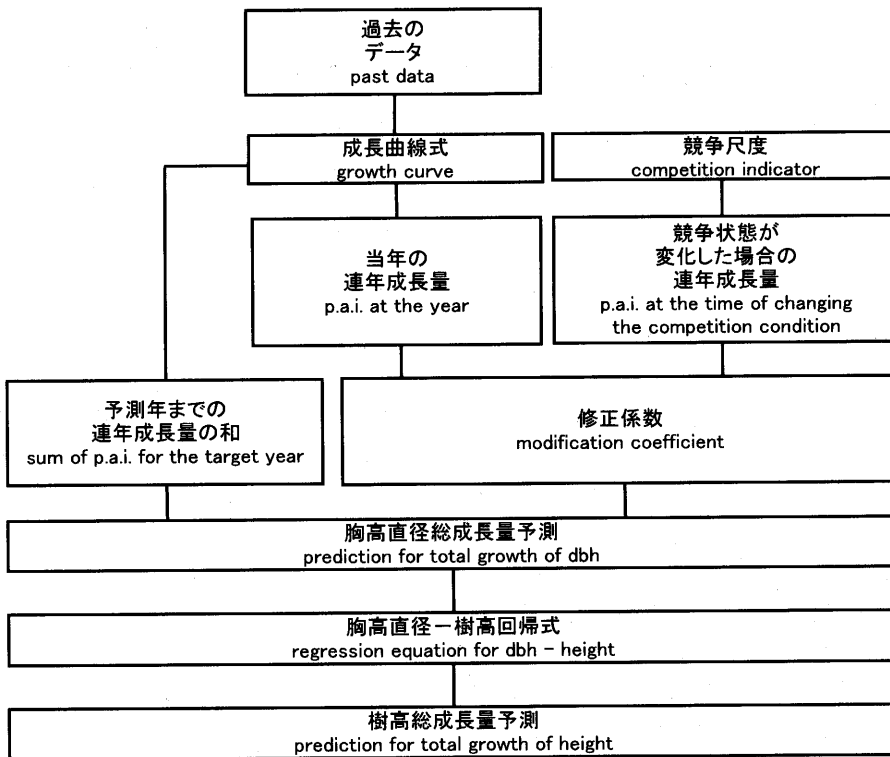 過去の
データ
past data
成長曲線式
growth curve
競争尺度
competition indicator
当年の
連年成長量
p.a.i. at the year
競争状態が
変化した場合の
連年成長量
p.a.i. at the time of changing
the competition condition
予測年までの
連年成長量の和
sum of p.a.i. for the target year
修正係数
modification coefficient
胸高直径総成長量予測
prediction for total growth of dbh
胸高直径－樹高回帰式
regression equation for dbh – height
樹高総成長量予測
prediction for total growth of height